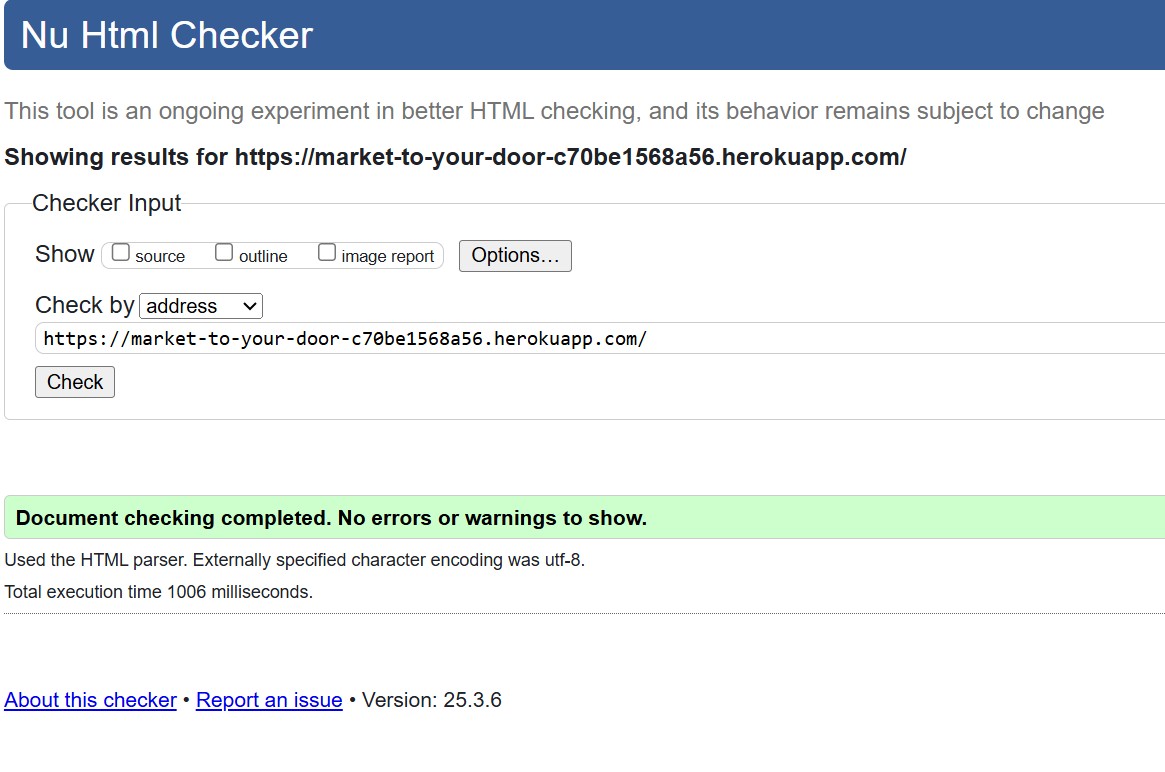 Nu Html Checker
This tool is an ongoing experiment in better HTML checking, and its behavior remains subject to change
Showing results for https://market-to-your-door-c70be1568a56.herokuapp.com/
Checker Input
Show source outline image report Options…
Check by address
https://market-to-your-door-c70be1568a56.herokuapp.com/
Check
Document checking completed. No errors or warnings to show.
Used the HTML parser. Externally specified character encoding was utf-8.
Total execution time 1006 milliseconds.
About this checker • Report an issue • Version: 25.3.6